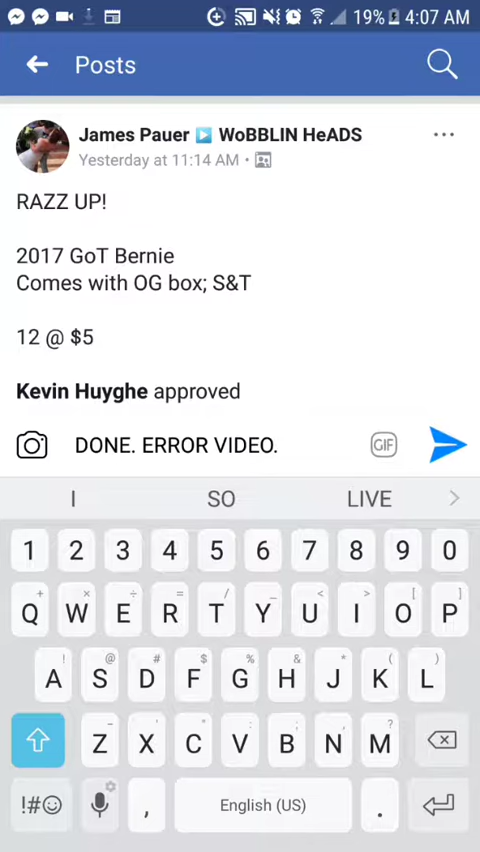 19% 4:07 AM
Posts
James Pauer ▶ WoBBLIN HeADS
Yesterday at 11:14 AM •
RAZZ UP!
2017 GoT Bernie
Comes with OG box; S&T
12 @ $5
Kevin Huyghe approved
DONE. ERROR VIDEO. GIF
I SO LIVE >
1 2 3 4 5 6 7 8 9 0
+ × ÷ = / _ < > [ ]
Q W E R T Y U I O P
! @ # $ % ^ & * ( )
A S D F G H J K L
- ' " : ; , ?
Z X C V B N M
!#☺ , English (US) .